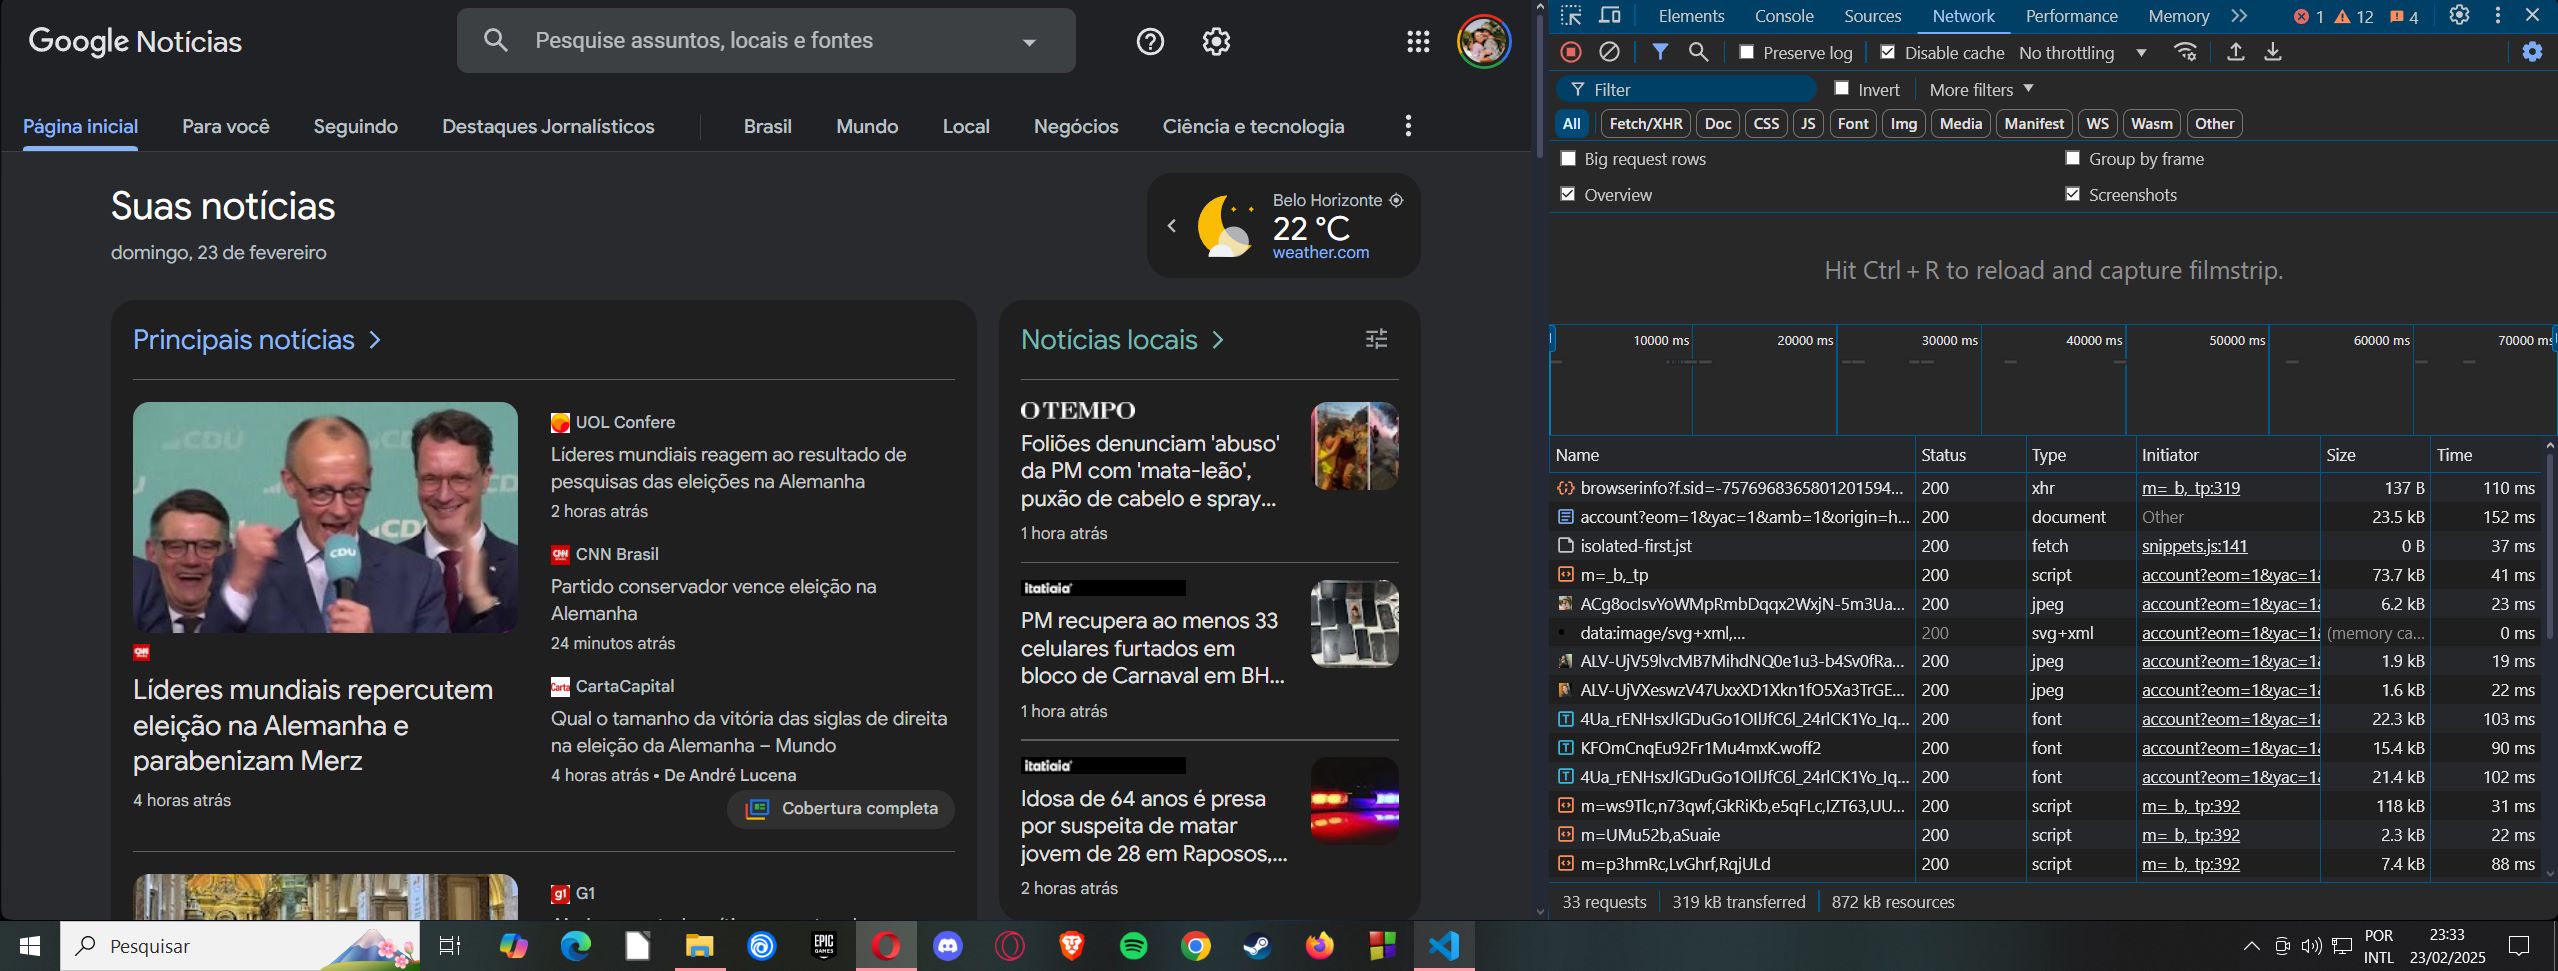 Google Notícias
Pesquise assuntos, locais e fontes
Página inicial
Para você
Seguindo
Destaques Jornalísticos
Brasil
Mundo
Local
Negócios
Ciência e tecnologia
Suas notícias
domingo, 23 de fevereiro
Belo Horizonte
22 °C
weather.com
Principais notícias
CDU
CDU
CDU
Líderes mundiais repercutem
eleição na Alemanha e
parabenizam Merz
4 horas atrás
UOL Confere
Líderes mundiais reagem ao resultado de
pesquisas das eleições na Alemanha
2 horas atrás
CNN Brasil
Partido conservador vence eleição na
Alemanha
24 minutos atrás
Carta CartaCapital
Qual o tamanho da vitória das siglas de direita
na eleição da Alemanha – Mundo
4 horas atrás • De André Lucena
Cobertura completa
g1 G1
Notícias locais
O TEMPO
Foliões denunciam 'abuso'
da PM com 'mata-leão',
puxão de cabelo e spray...
1 hora atrás
itatiaia
PM recupera ao menos 33
celulares furtados em
bloco de Carnaval em BH...
1 hora atrás
itatiaia
Idosa de 64 anos é presa
por suspeita de matar
jovem de 28 em Raposos,...
2 horas atrás
Elements Console Sources Network Performance Memory 1 12 4
Preserve log Disable cache No throttling
Filter Invert More filters
All Fetch/XHR Doc CSS JS Font Img Media Manifest WS Wasm Other
Big request rows Group by frame
Overview Screenshots
Hit Ctrl + R to reload and capture filmstrip.
10000 ms 20000 ms 30000 ms 40000 ms 50000 ms 60000 ms 70000 ms
Name Status Type Initiator Size Time
browserinfo?f.sid=-7576968365801201594... 200 xhr m=_b,_tp:319 137 B 110 ms
account?eom=1&yac=1&amb=1&origin=h... 200 document Other 23.5 kB 152 ms
isolated-first.jst 200 fetch snippets.js:141 0 B 37 ms
m=_b,_tp 200 script account?eom=1&yac=1 73.7 kB 41 ms
ACg8ocIsvYoWMpRmbDqqx2WxjN-5m3Ua... 200 jpeg account?eom=1&yac=1 6.2 kB 23 ms
data:image/svg+xml,... 200 svg+xml account?eom=1&yac=1 (memory ca... 0 ms
ALV-UjV59lvcMB7MihdNQ0e1u3-b4Sv0fRa... 200 jpeg account?eom=1&yac=1 1.9 kB 19 ms
ALV-UjVXeswzV47UxxXD1Xkn1fO5Xa3TrGE... 200 jpeg account?eom=1&yac=1 1.6 kB 22 ms
4Ua_rENHsxJlGDuGo1OIlJfC6l_24rlCK1Yo_Iq... 200 font account?eom=1&yac=1 22.3 kB 103 ms
KFOmCnqEu92Fr1Mu4mxK.woff2 200 font account?eom=1&yac=1 15.4 kB 90 ms
4Ua_rENHsxJlGDuGo1OIlJfC6l_24rlCK1Yo_Iq... 200 font account?eom=1&yac=1 21.4 kB 102 ms
m=ws9Tlc,n73qwf,GkRiKb,e5qFLc,IZT63,UU... 200 script m=_b,_tp:392 118 kB 31 ms
m=UMu52b,aSuaie 200 script m=_b,_tp:392 2.3 kB 22 ms
m=p3hmRc,LvGhrf,RqjULd 200 script m=_b,_tp:392 7.4 kB 88 ms
33 requests 319 kB transferred 872 kB resources
Pesquisar
EPIC
GAMES
POR
INTL
23:33
23/02/2025